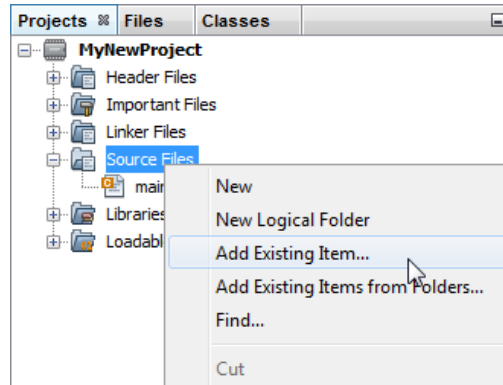 Projects Files Classes
MyNewProject
Header Files
Important Files
Linker Files
Source Files
main
Libraries
Loadabl
New
New Logical Folder
Add Existing Item...
Add Existing Items from Folders...
Find...
Cut